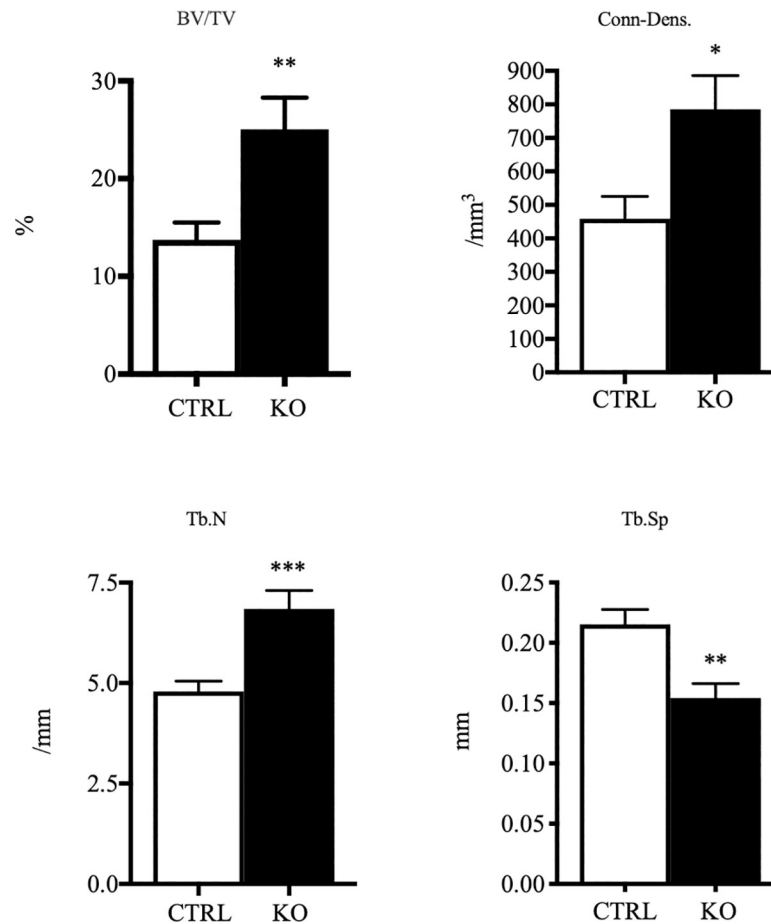 BV/TV
**
30
20
10
0
%
CTRL KO
Conn-Dens.
*
900
800
700
600
500
400
300
200
100
0
/mm³
CTRL KO
Tb.N
***
7.5
5.0
2.5
0.0
/mm
CTRL KO
Tb.Sp
**
0.25
0.20
0.15
0.10
0.05
0.00
mm
CTRL KO